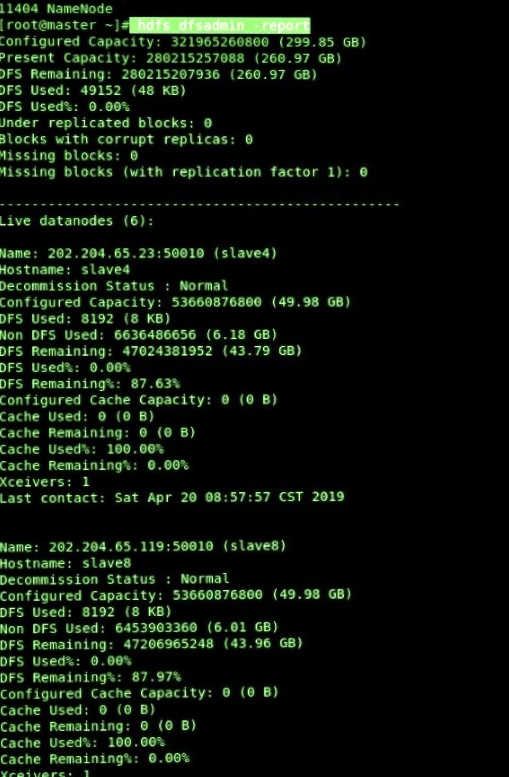 11404 NameNode
[root@master ~]# hdfs dfsadmin -report
Configured Capacity: 321965260800 (299.85 GB)
Present Capacity: 280215257088 (260.97 GB)
DFS Remaining: 280215207936 (260.97 GB)
DFS Used: 49152 (48 KB)
DFS Used%: 0.00%
Under replicated blocks: 0
Blocks with corrupt replicas: 0
Missing blocks: 0
Missing blocks (with replication factor 1): 0
-------------------------------------------------
Live datanodes (6):
Name: 202.204.65.23:50010 (slave4)
Hostname: slave4
Decommission Status : Normal
Configured Capacity: 53660876800 (49.98 GB)
DFS Used: 8192 (8 KB)
Non DFS Used: 6636486656 (6.18 GB)
DFS Remaining: 47024381952 (43.79 GB)
DFS Used%: 0.00%
DFS Remaining%: 87.63%
Configured Cache Capacity: 0 (0 B)
Cache Used: 0 (0 B)
Cache Remaining: 0 (0 B)
Cache Used%: 100.00%
Cache Remaining%: 0.00%
Xceivers: 1
Last contact: Sat Apr 20 08:57:57 CST 2019
Name: 202.204.65.119:50010 (slave8)
Hostname: slave8
Decommission Status : Normal
Configured Capacity: 53660876800 (49.98 GB)
DFS Used: 8192 (8 KB)
Non DFS Used: 6453903360 (6.01 GB)
DFS Remaining: 47206965248 (43.96 GB)
DFS Used%: 0.00%
DFS Remaining%: 87.97%
Configured Cache Capacity: 0 (0 B)
Cache Used: 0 (0 B)
Cache Remaining: 0 (0 B)
Cache Used%: 100.00%
Cache Remaining%: 0.00%
Xceivers: 1